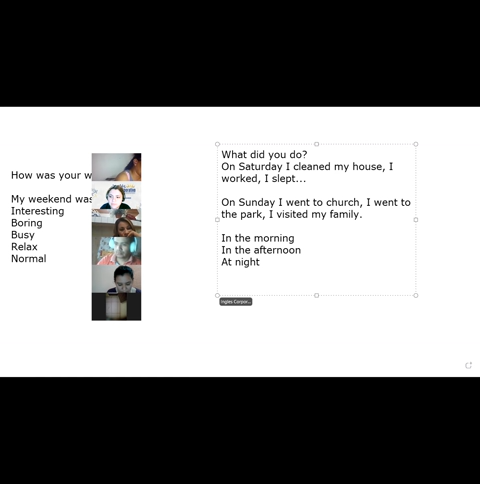 How was your w
My weekend was
Interesting
Boring
Busy
Relax
Normal
What did you do?
On Saturday I cleaned my house, I
worked, I slept...
On Sunday I went to church, I went to
the park, I visited my family.
In the morning
In the afternoon
At night
Ingles Corpor...